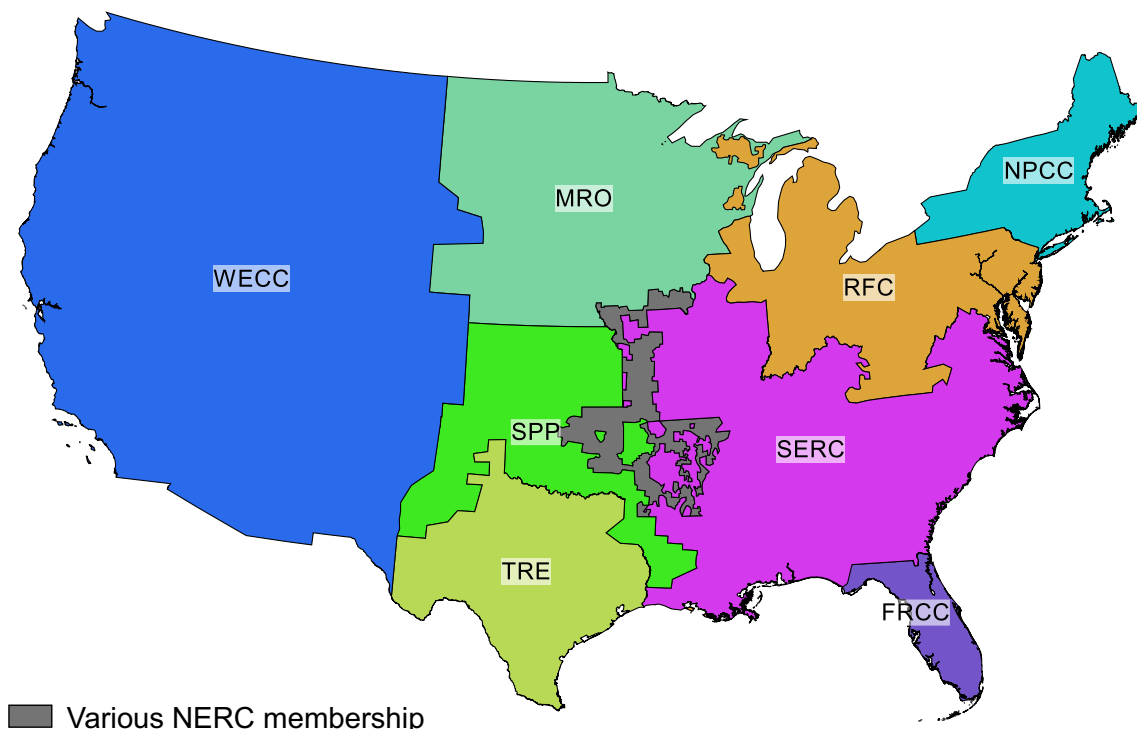 NPCC
MRO
WECC
RFC
SPP
SERC
TRE
FRCC
Various NERC membership